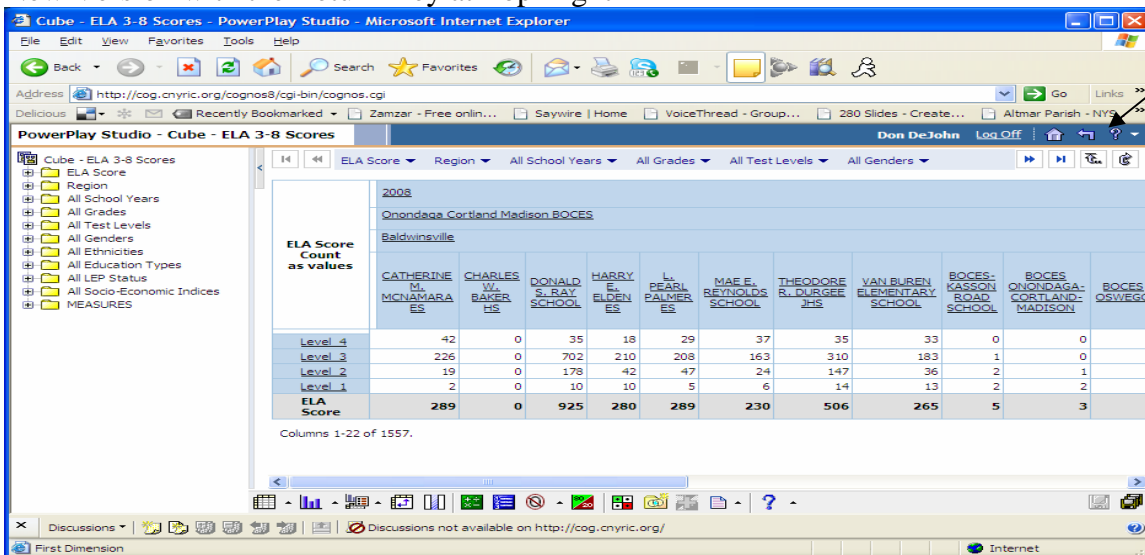 Cube - ELA 3-8 Scores - PowerPlay Studio - Microsoft Internet Explorer
File Edit View Favorites Tools Help
Back Search Favorites
Address http://cog.cnyric.org/cognos8/cgi-bin/cognos.cgi Go Links »
Delicious Recently Bookmarked Zamzar - Free onlin... Saywire | Home VoiceThread - Group... 280 Slides - Create... Altmar Parish - NYS »
PowerPlay Studio - Cube - ELA 3-8 Scores Don DeJohn Log Off ?
Cube - ELA 3-8 Scores
ELA Score
Region
All School Years
All Grades
All Test Levels
All Genders
All Ethnicities
All Education Types
All LEP Status
All Socio-Economic Indices
MEASURES
ELA Score Region All School Years All Grades All Test Levels All Genders
ELA Score Count as values
2008
Onondaga Cortland Madison BOCES
Baldwinsville
CATHERINE M. MCNAMARA ES
CHARLES W. BAKER HS
DONALD S. RAY SCHOOL
HARRY E. ELDEN ES
L. PEARL PALMER ES
MAE E. REYNOLDS SCHOOL
THEODORE R. DURGEE JHS
VAN BUREN ELEMENTARY SCHOOL
BOCES-KASSON ROAD SCHOOL
BOCES ONONDAGA-CORTLAND-MADISON
BOCES OSWEGO
Level 4 42 0 35 18 29 37 35 33 0 0
Level 3 226 0 702 210 208 163 310 183 1 0
Level 2 19 0 178 42 47 24 147 36 2 1
Level 1 2 0 10 10 5 6 14 13 2 2
ELA Score 289 0 925 280 289 230 506 265 5 3
Columns 1-22 of 1557.
Discussions Discussions not available on http://cog.cnyric.org/
First Dimension Internet